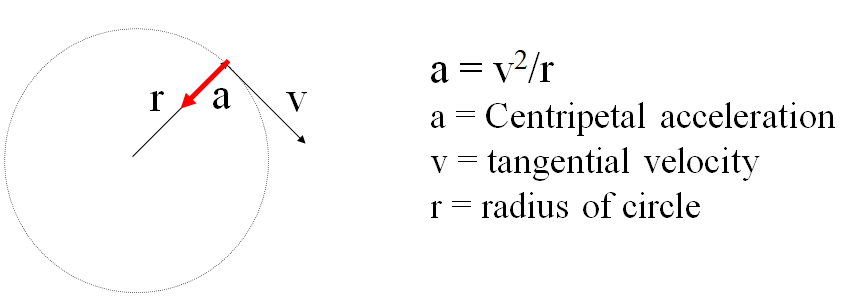 r
a
v
a = v²/r
a = Centripetal acceleration
v = tangential velocity
r = radius of circle